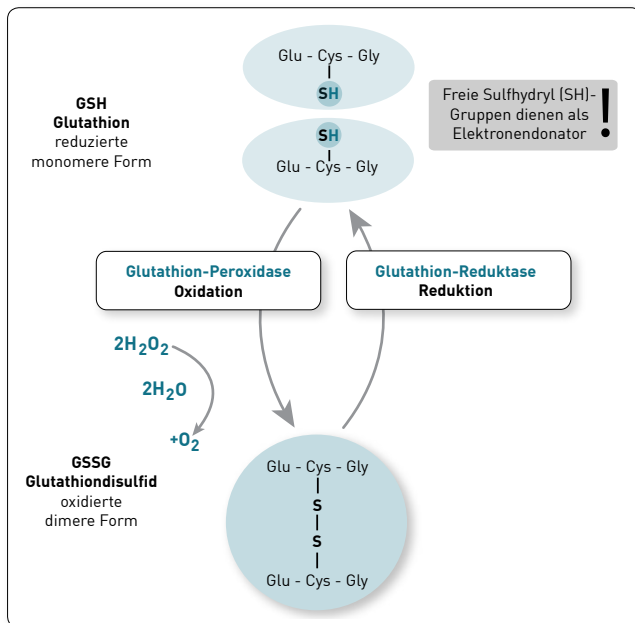 Glu - Cys - Gly
SH
GSH
Glutathion
reduzierte
monomere Form
Freie Sulfhydryl (SH)-
Gruppen dienen als
Elektronendonator
!
SH
Glu - Cys - Gly
Glutathion-Peroxidase
Oxidation
Glutathion-Reduktase
Reduktion
2H₂O₂
2H₂O
+O₂
GSSG
Glutathiondisulfid
oxidierte
dimere Form
Glu - Cys - Gly
S
S
Glu - Cys - Gly